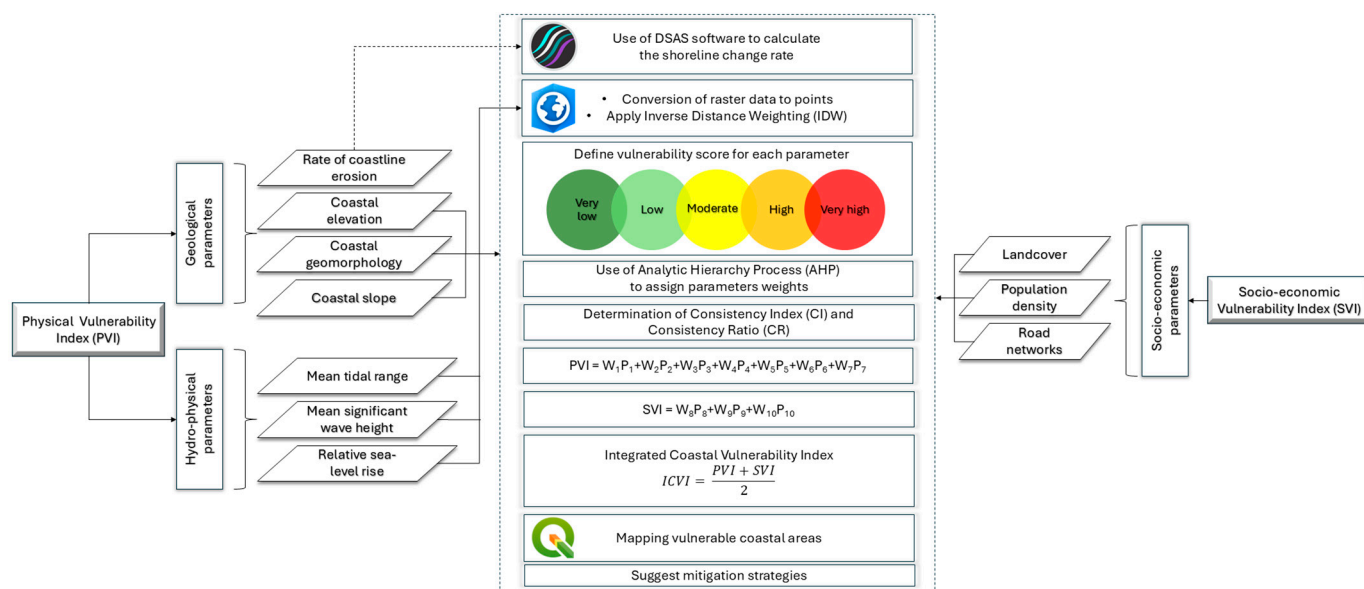 Physical Vulnerability
Index (PVI)
Geological
parameters
Hydro-physical
parameters
Rate of coastline
erosion
Coastal
elevation
Coastal
geomorphology
Coastal slope
Mean tidal range
Mean significant
wave height
Relative sea-
level rise
Use of DSAS software to calculate
the shoreline change rate
• Conversion of raster data to points
• Apply Inverse Distance Weighting (IDW)
Define vulnerability score for each parameter
Very
low
Low
Moderate
High
Very high
Use of Analytic Hierarchy Process (AHP)
to assign parameters weights
Determination of Consistency Index (CI) and
Consistency Ratio (CR)
PVI = W₁P₁+W₂P₂+W₃P₃+W₄P₄+W₅P₅+W₆P₆+W₇P₇
SVI = W₈P₈+W₉P₉+W₁₀P₁₀
Integrated Coastal Vulnerability Index
ICVI = PVI + SVI
2
Mapping vulnerable coastal areas
Suggest mitigation strategies
Landcover
Population
density
Road
networks
Socio-economic
parameters
Socio-economic
Vulnerability Index (SVI)